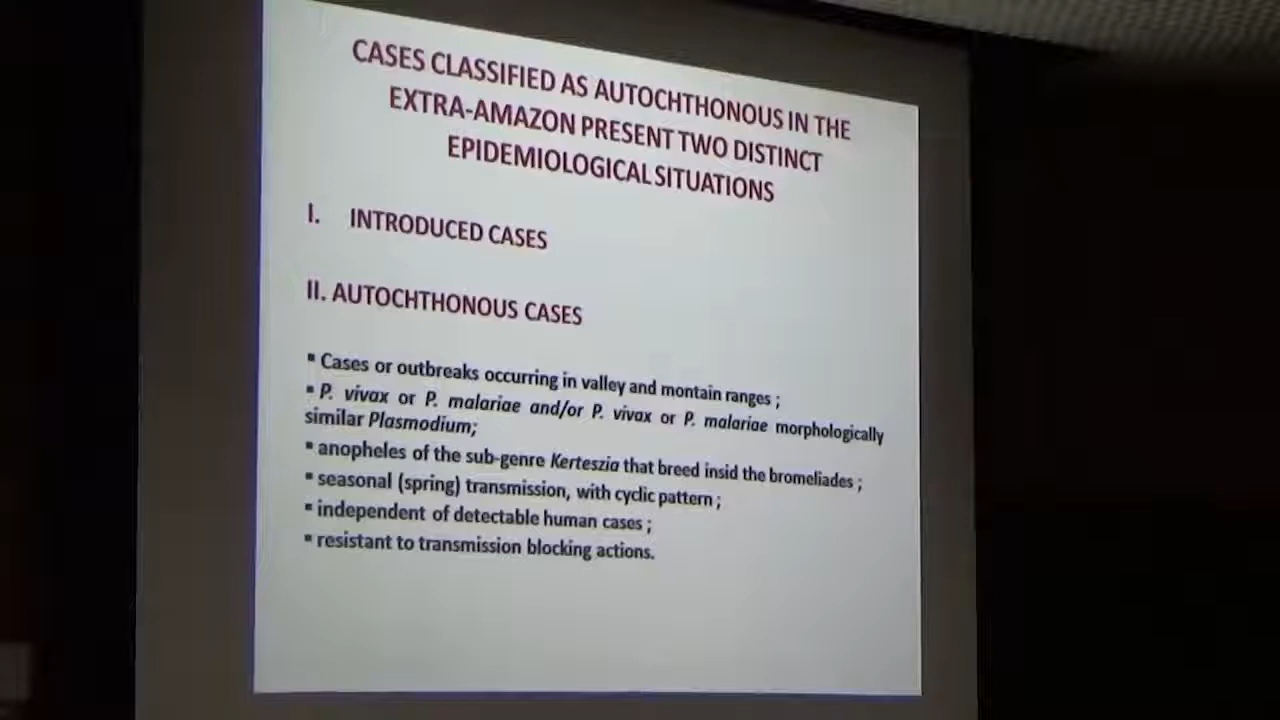 CASES CLASSIFIED AS AUTOCHTHONOUS IN THE
EXTRA-AMAZON PRESENT TWO DISTINCT
EPIDEMIOLOGICAL SITUATIONS
I. INTRODUCED CASES
II. AUTOCHTHONOUS CASES
▪ Cases or outbreaks occurring in valley and montain ranges ;
▪ P. vivax or P. malariae and/or P. vivax or P. malariae morphologically
similar Plasmodium;
▪ anopheles of the sub-genre Kerteszia that breed insid the bromeliades ;
▪ seasonal (spring) transmission, with cyclic pattern ;
▪ independent of detectable human cases ;
▪ resistant to transmission blocking actions.